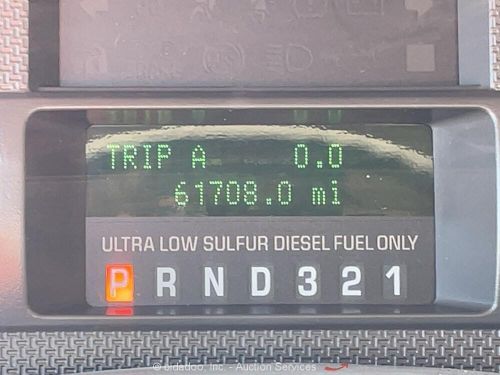 TRIP A 0.0
61708.0 mi
ULTRA LOW SULFUR DIESEL FUEL ONLY
P R N D 3 2 1
© bidadoo, Inc. - Auction Services